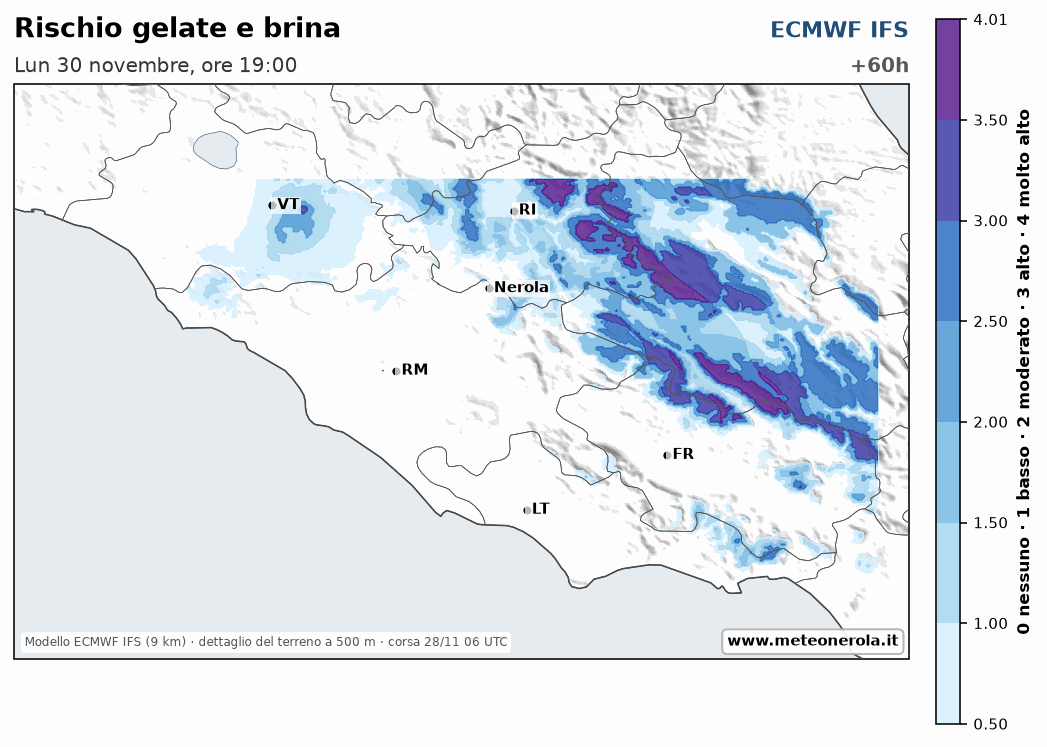 Rischio gelate e brina
ECMWF IFS
Lun 30 novembre, ore 19:00
+60h
VT
RI
Nerola
RM
FR
LT
Modello ECMWF IFS (9 km) · dettaglio del terreno a 500 m · corsa 28/11 06 UTC
www.meteonerola.it
4.01
3.50
3.00
2.50
2.00
1.50
1.00
0.50
0 nessuno · 1 basso · 2 moderato · 3 alto · 4 molto alto